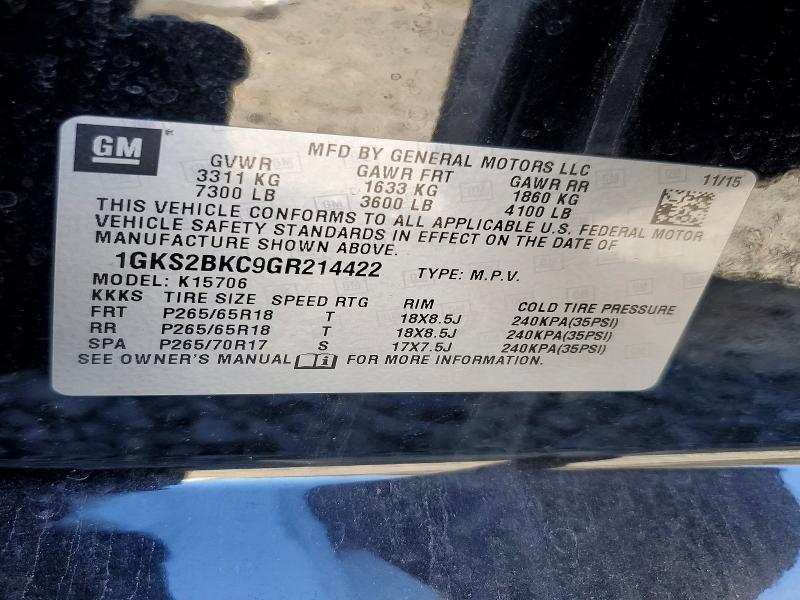 GM
MFD BY GENERAL MOTORS LLC
11/15
GVWR GAWR FRT GAWR RR
3311 KG 1633 KG 1860 KG
7300 LB 3600 LB 4100 LB
THIS VEHICLE CONFORMS TO ALL APPLICABLE U.S. FEDERAL MOTOR
VEHICLE SAFETY STANDARDS IN EFFECT ON THE DATE OF
MANUFACTURE SHOWN ABOVE.
1GKS2BKC9GR214422 TYPE: M.P.V.
MODEL: K15706
KKKS TIRE SIZE SPEED RTG RIM COLD TIRE PRESSURE
FRT P265/65R18 T 18X8.5J 240KPA(35PSI)
RR P265/65R18 T 18X8.5J 240KPA(35PSI)
SPA P265/70R17 S 17X7.5J 240KPA(35PSI)
SEE OWNER'S MANUAL FOR MORE INFORMATION.